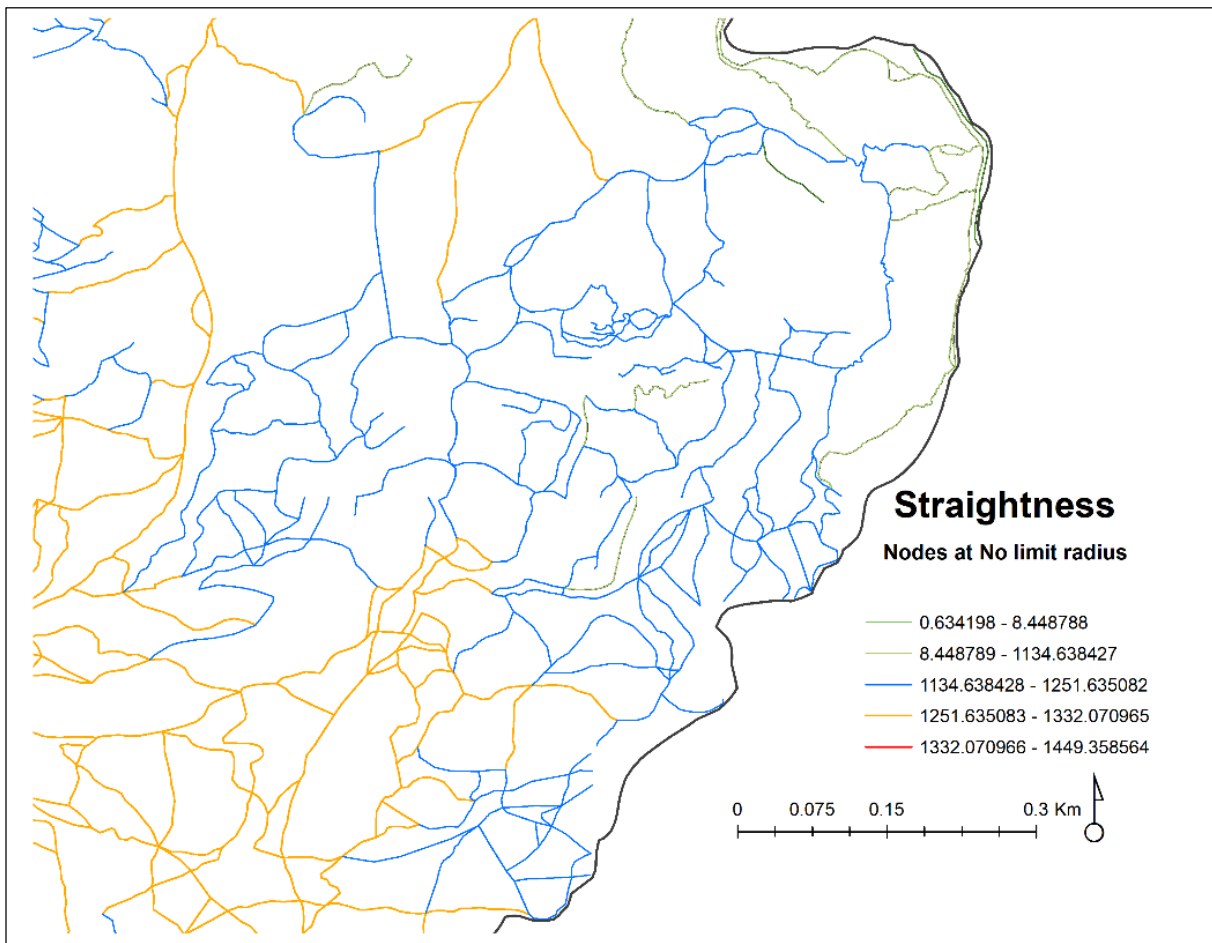 Straightness
Nodes at No limit radius
0.634198 - 8.448788
8.448789 - 1134.638427
1134.638428 - 1251.635082
1251.635083 - 1332.070965
1332.070966 - 1449.358564
0 0.075 0.15 0.3 Km